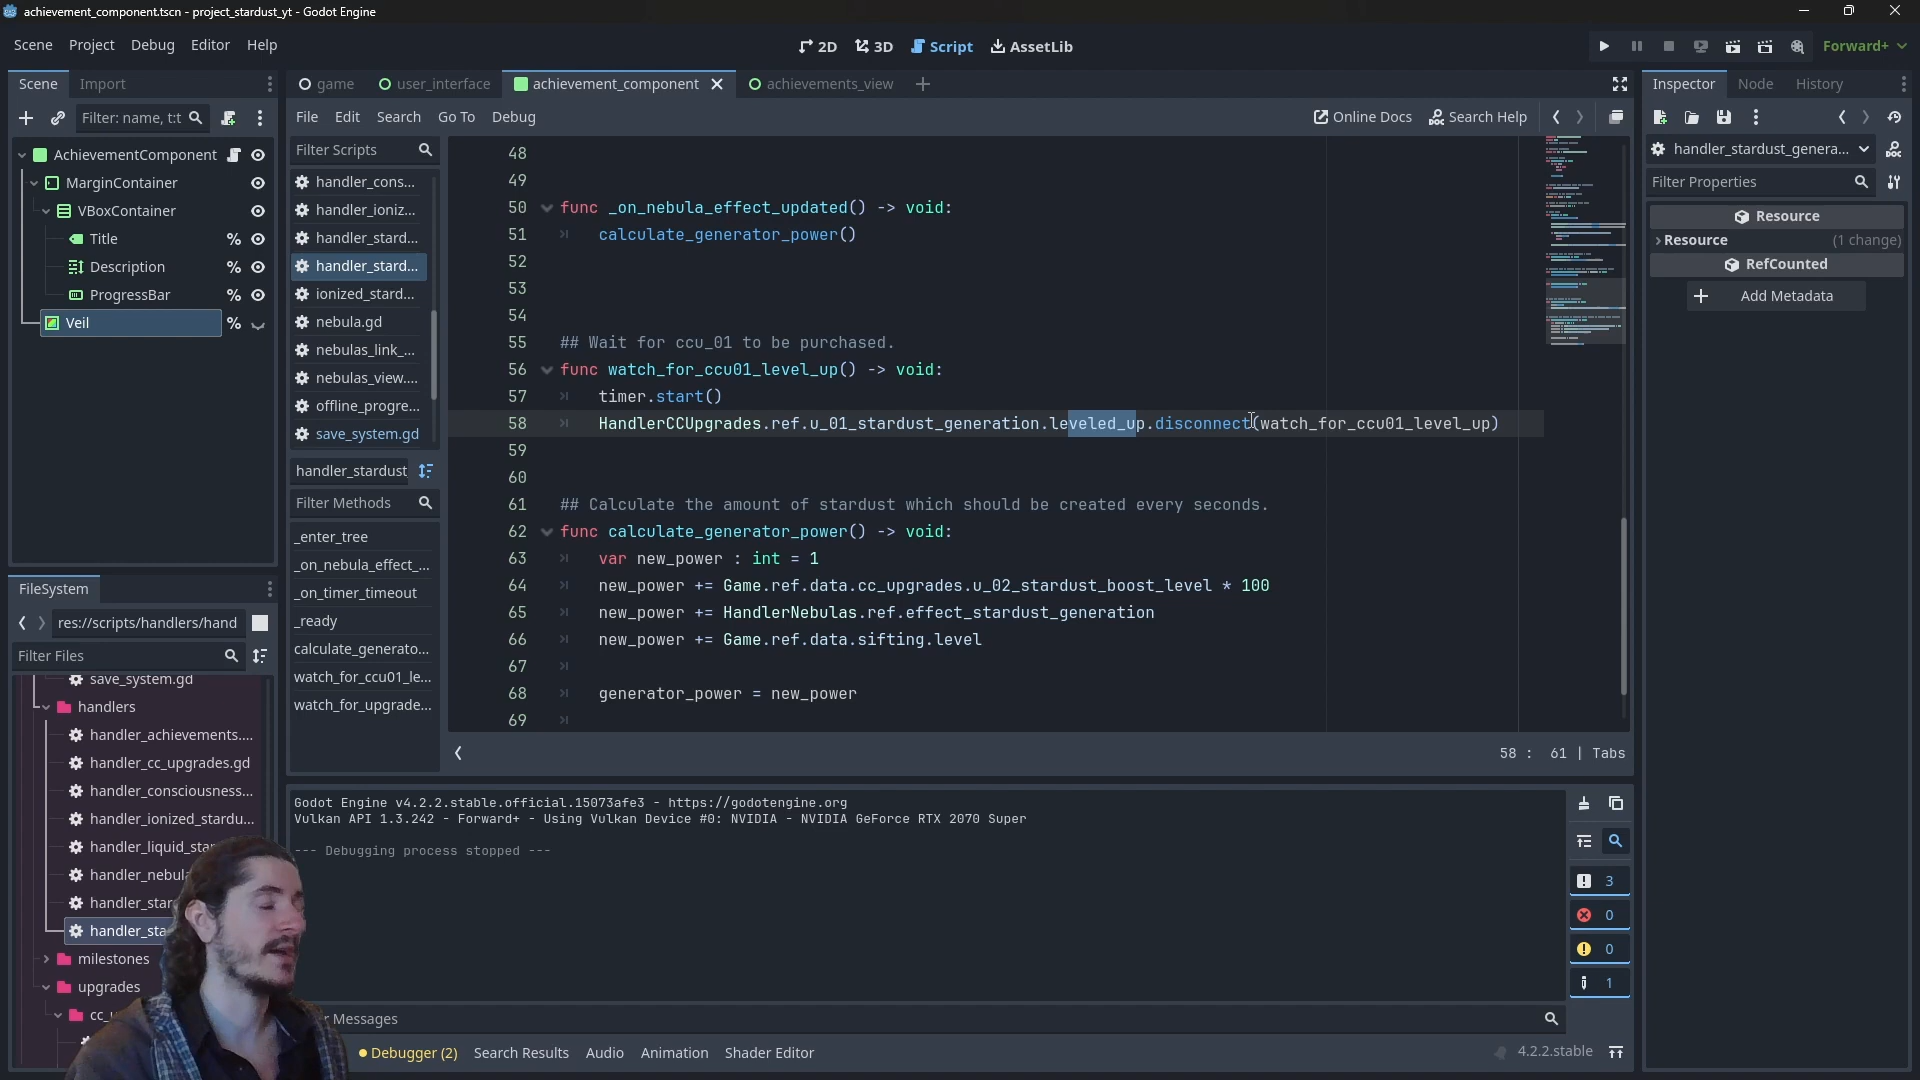 achievement_component.tscn - project_stardust_yt - Godot Engine
Scene Project Debug Editor Help
2D 3D Script AssetLib
Forward+
Scene Import
game user_interface achievement_component achievements_view
Inspector Node History
Filter: name, t:t
File Edit Search Go To Debug
Online Docs Search Help
AchievementComponent
MarginContainer
VBoxContainer
Title
Description
ProgressBar
Veil
Filter Scripts
handler_cons...
handler_ioniz...
handler_stard...
handler_stard...
ionized_stard...
nebula.gd
nebulas_link_...
nebulas_view....
offline_progre...
save_system.gd
handler_stardust
Filter Methods
_enter_tree
_on_nebula_effect_...
_on_timer_timeout
_ready
calculate_generato...
watch_for_ccu01_le...
watch_for_upgrade...
48
49
50 func _on_nebula_effect_updated() -> void:
51 calculate_generator_power()
52
53
54
55 ## Wait for ccu_01 to be purchased.
56 func watch_for_ccu01_level_up() -> void:
57 timer.start()
58 HandlerCCUpgrades.ref.u_01_stardust_generation.leveled_up.disconnect(watch_for_ccu01_level_up)
59
60
61 ## Calculate the amount of stardust which should be created every seconds.
62 func calculate_generator_power() -> void:
63 var new_power : int = 1
64 new_power += Game.ref.data.cc_upgrades.u_02_stardust_boost_level * 100
65 new_power += HandlerNebulas.ref.effect_stardust_generation
66 new_power += Game.ref.data.sifting.level
67
68 generator_power = new_power
69
58 : 61 | Tabs
handler_stardust_genera...
Filter Properties
Resource
Resource (1 change)
RefCounted
Add Metadata
FileSystem
res://scripts/handlers/hand
Filter Files
save_system.gd
handlers
handler_achievements....
handler_cc_upgrades.gd
handler_consciousness...
handler_ionized_stardu...
handler_liquid_star
handler_nebula
handler_star
handler_sta
milestones
upgrades
cc_u
Godot Engine v4.2.2.stable.official.15073afe3 - https://godotengine.org
Vulkan API 1.3.242 - Forward+ - Using Vulkan Device #0: NVIDIA - NVIDIA GeForce RTX 2070 Super
--- Debugging process stopped ---
3
0
0
1
Messages
Debugger (2) Search Results Audio Animation Shader Editor
4.2.2.stable